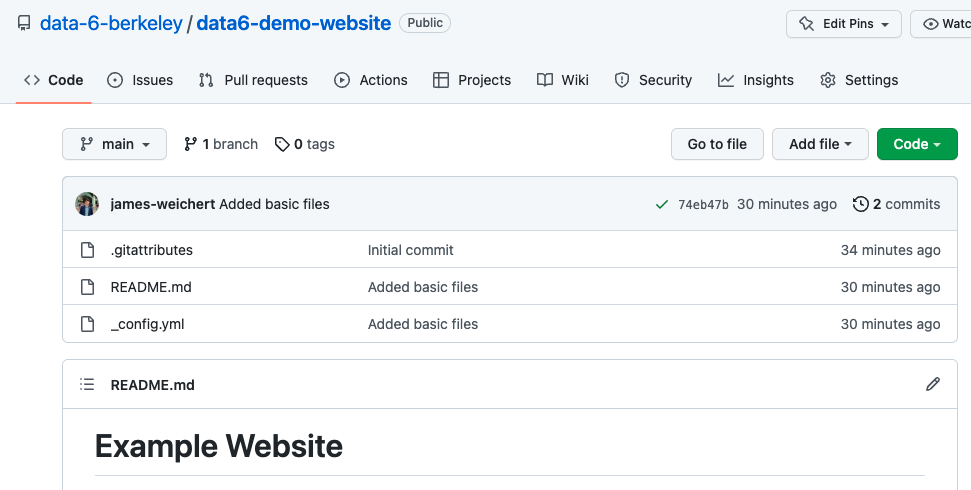 data-6-berkeley / data6-demo-website Public Edit Pins Watc
Code Issues Pull requests Actions Projects Wiki Security Insights Settings
main 1 branch 0 tags Go to file Add file Code
james-weichert Added basic files 74eb47b 30 minutes ago 2 commits
.gitattributes Initial commit 34 minutes ago
README.md Added basic files 30 minutes ago
_config.yml Added basic files 30 minutes ago
README.md
Example Website